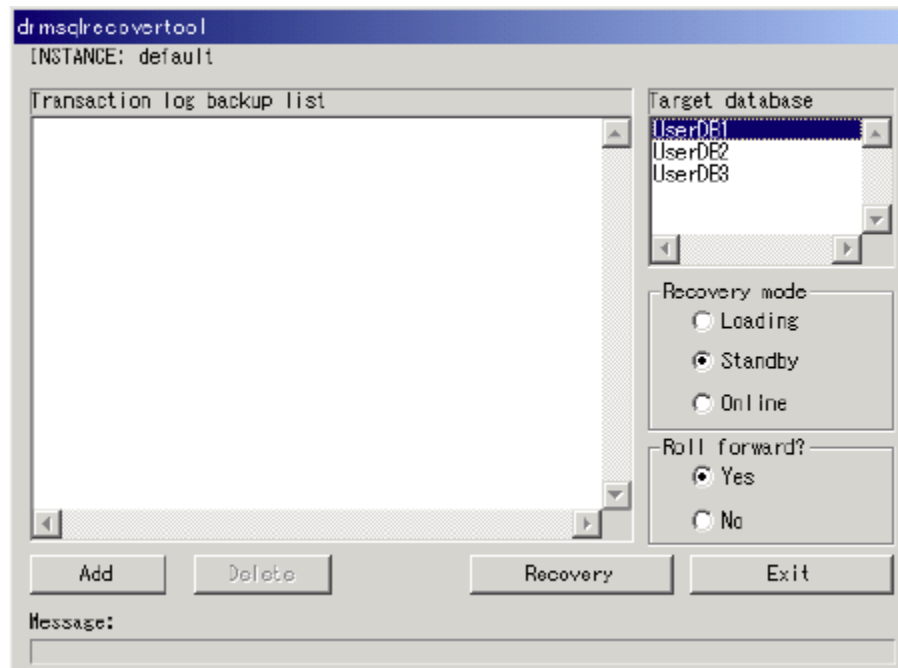 drmsqlrecovertool
INSTANCE: default
Transaction log backup list
Target database
UserDB1
UserDB2
UserDB3
Recovery mode
Loading
Standby
Online
Roll forward?
Yes
No
Add
Delete
Recovery
Exit
Message: